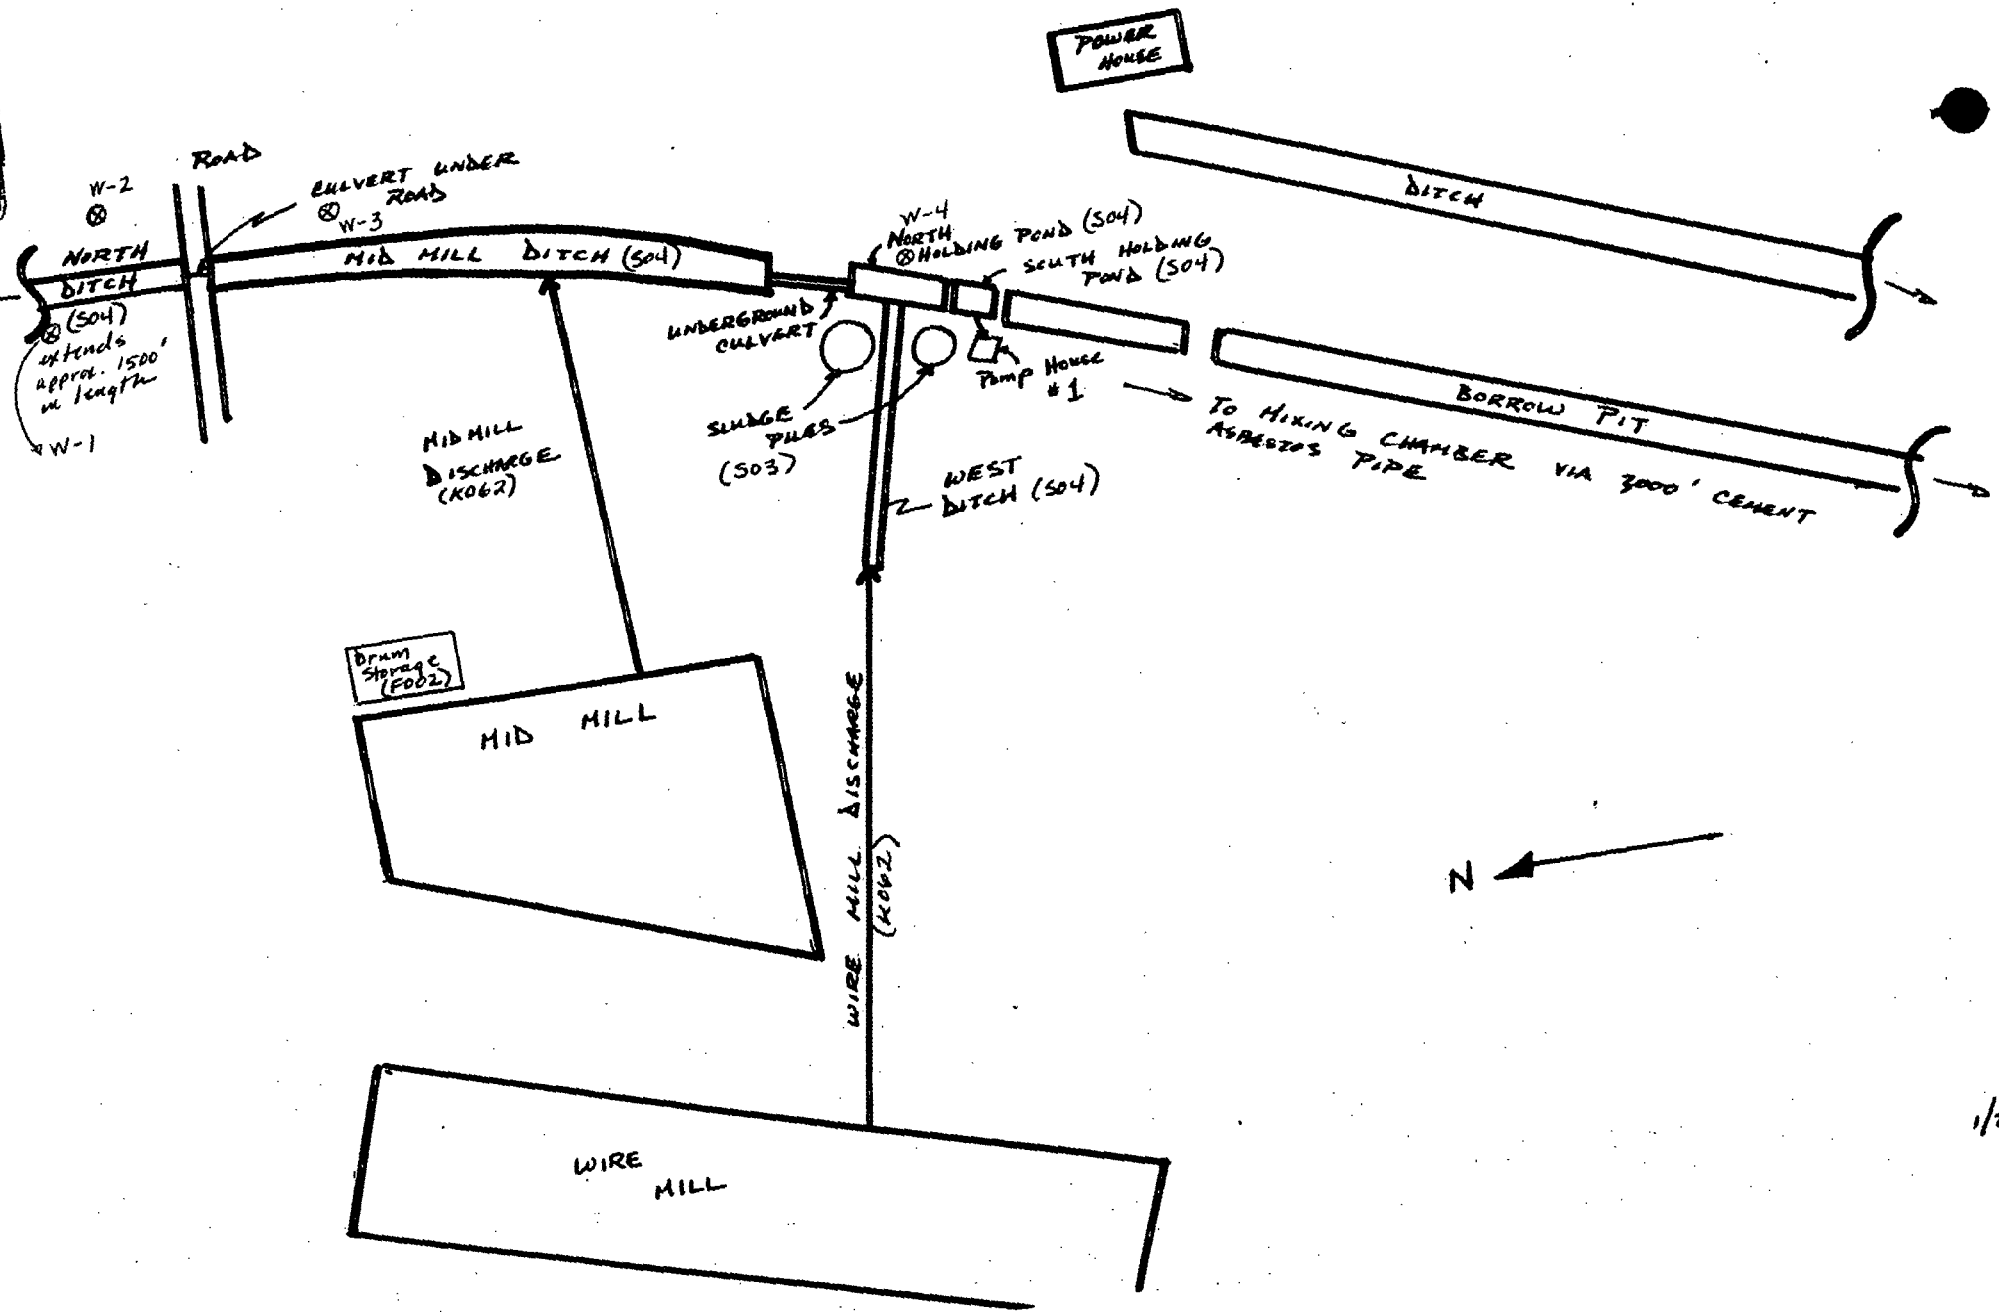 POWER
HOUSE
DITCH
ROAD
W-2
CULVERT UNDER
ROAD
W-3
NORTH
DITCH
(S04)
extends
approx. 1500'
in length
W-1
MID MILL DITCH (S04)
W-4
NORTH
HOLDING POND (S04)
SOUTH HOLDING
POND (S04)
UNDERGROUND
CULVERT
Pump House
#1
BORROW PIT
TO MIXING CHAMBER VIA 3000' CEMENT
ASBESTOS PIPE
SLUDGE
PILES
(S03)
MID MILL
DISCHARGE
(K062)
WEST
DITCH (S04)
Drum
Storage
(F002)
MID MILL
WIRE MILL DISCHARGE
(K062)
N
WIRE
MILL